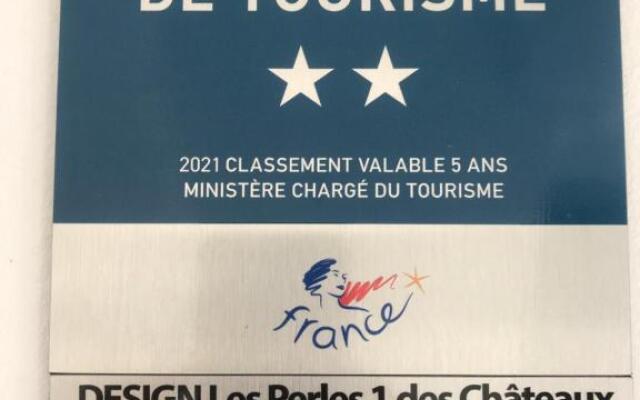 DE TOURISME
2021 CLASSEMENT VALABLE 5 ANS
MINISTÈRE CHARGÉ DU TOURISME
france
DESIGN Les Perles 1 des Châteaux